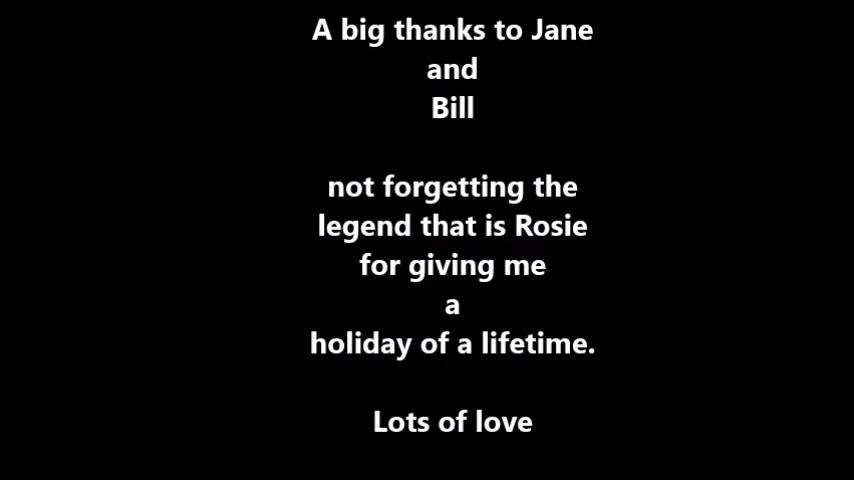 A big thanks to Jane
and
Bill
not forgetting the
legend that is Rosie
for giving me
a
holiday of a lifetime.
Lots of love